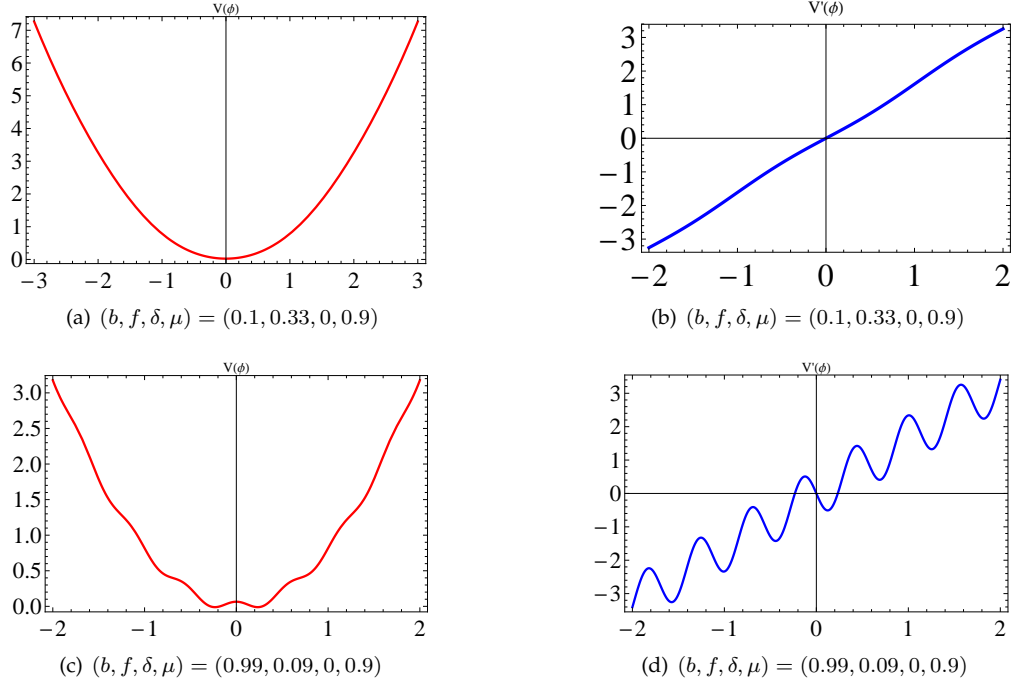 V(ϕ)
7
6
5
4
3
2
1
0
−3 −2 −1 0 1 2 3
(a) (b, f, δ, μ) = (0.1, 0.33, 0, 0.9)
V'(ϕ)
3
2
1
0
−1
−2
−3
−2 −1 0 1 2
(b) (b, f, δ, μ) = (0.1, 0.33, 0, 0.9)
V(ϕ)
3.0
2.5
2.0
1.5
1.0
0.5
0.0
−2 −1 0 1 2
(c) (b, f, δ, μ) = (0.99, 0.09, 0, 0.9)
V'(ϕ)
3
2
1
0
−1
−2
−3
−2 −1 0 1 2
(d) (b, f, δ, μ) = (0.99, 0.09, 0, 0.9)